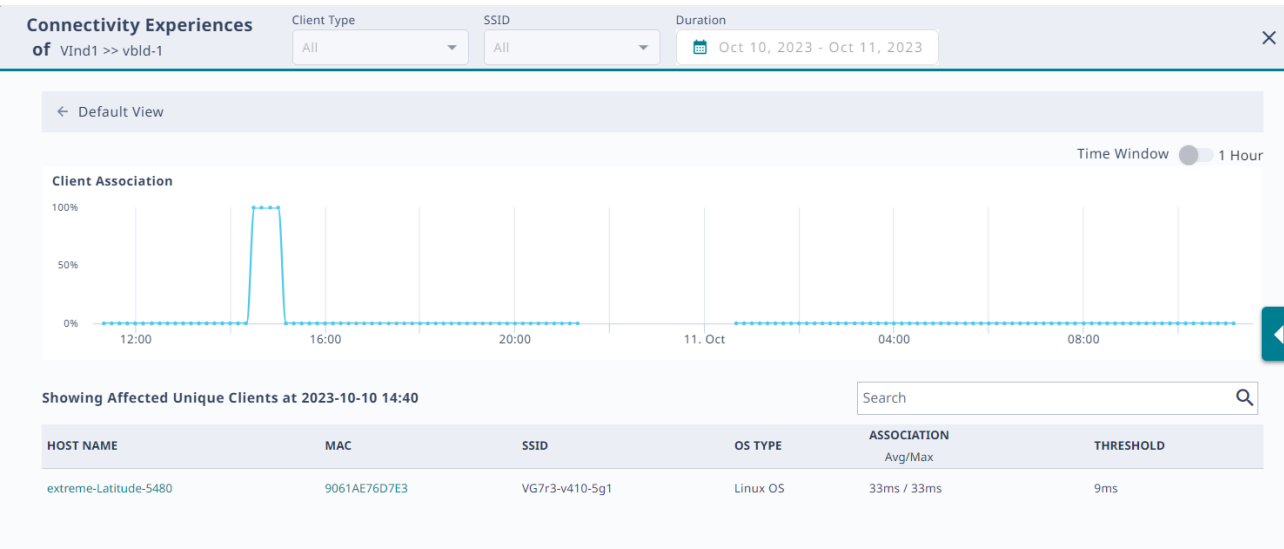 Connectivity Experiences
of VInd1 >> vbld-1
Client Type
All
SSID
All
Duration
Oct 10, 2023 - Oct 11, 2023
Default View
Time Window 1 Hour
Client Association
100%
50%
0%
12:00 16:00 20:00 11. Oct 04:00 08:00
Showing Affected Unique Clients at 2023-10-10 14:40
Search
HOST NAME MAC SSID OS TYPE ASSOCIATION Avg/Max THRESHOLD
extreme-Latitude-5480 9061AE76D7E3 VG7r3-v410-5g1 Linux OS 33ms / 33ms 9ms